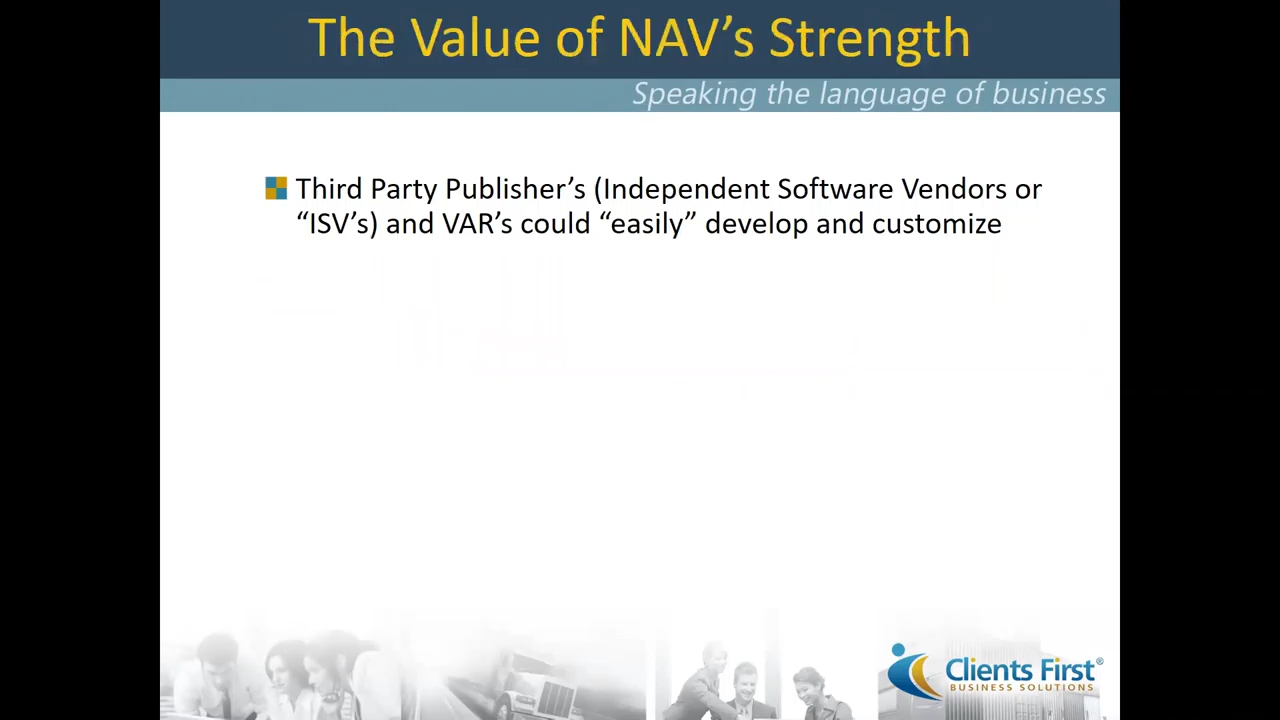 The Value of NAV’s Strength
Speaking the language of business
Third Party Publisher’s (Independent Software Vendors or
“ISV’s) and VAR’s could “easily” develop and customize
Clients First®
BUSINESS SOLUTIONS